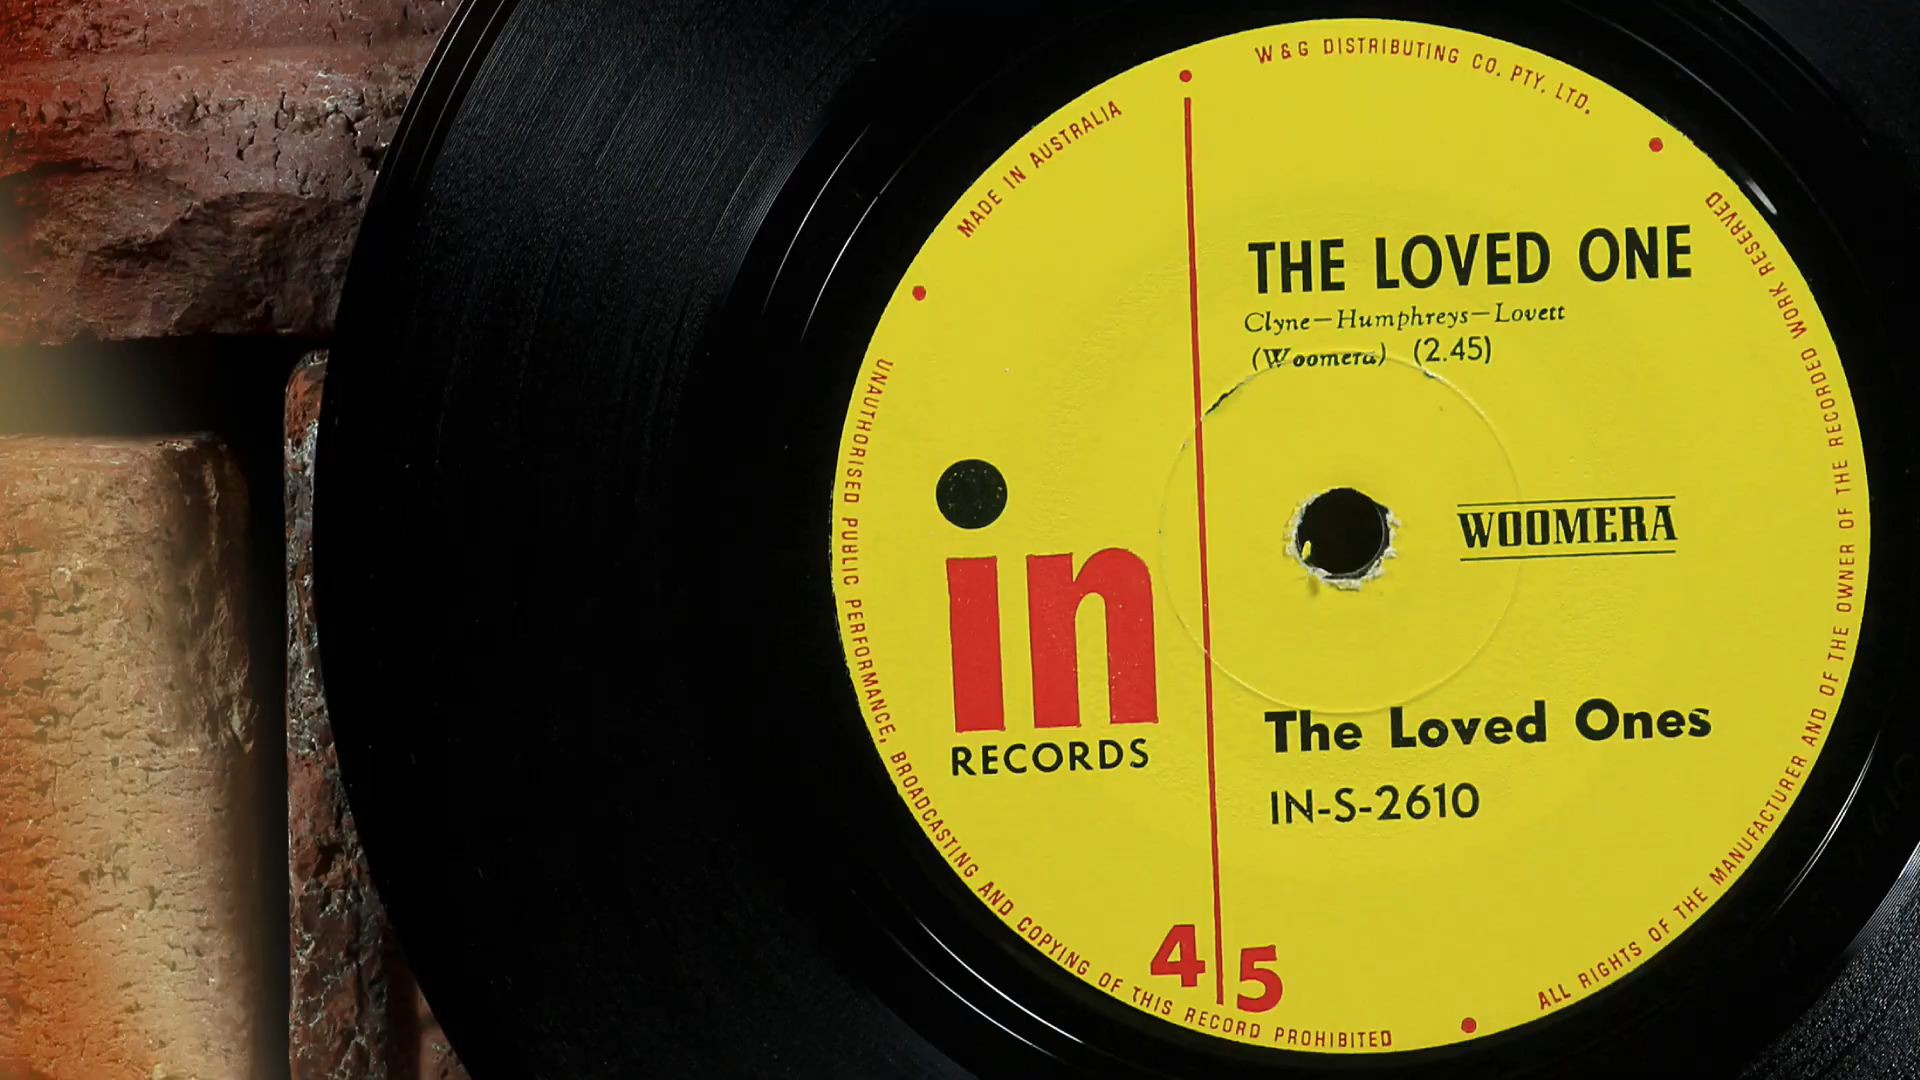 W & G DISTRIBUTING CO. PTY. LTD.
MADE IN AUSTRALIA
THE LOVED ONE
Clyne—Humphreys—Lovett
(Woomera) (2.45)
in
RECORDS
WOOMERA
The Loved Ones
IN-S-2610
45
UNAUTHORISED PUBLIC PERFORMANCE, BROADCASTING AND COPYING OF THIS RECORD PROHIBITED
ALL RIGHTS OF THE MANUFACTURER AND OF THE OWNER OF THE RECORDED WORK RESERVED